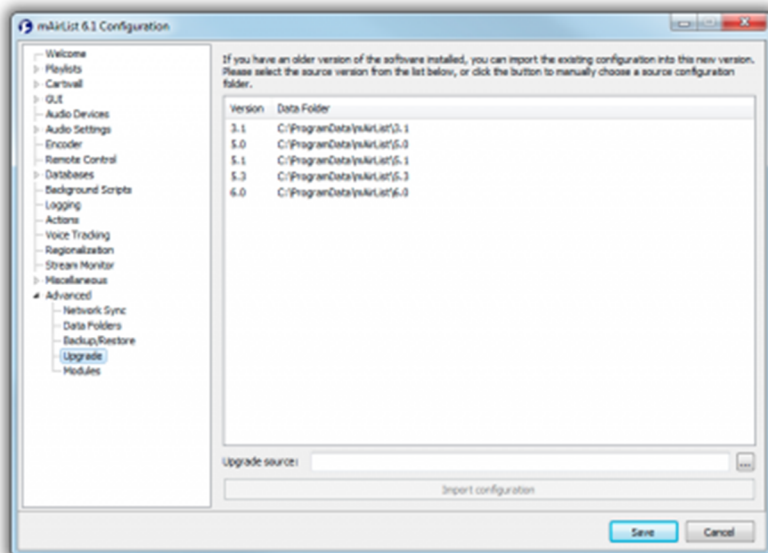 mAirList 6.1 Configuration
Welcome
Playlists
Cartwall
GUI
Audio Devices
Audio Settings
Encoder
Remote Control
Databases
Background Scripts
Logging
Actions
Voice Tracking
Regionalization
Stream Monitor
Miscellaneous
Advanced
Network Sync
Data Folders
Backup/Restore
Upgrade
Modules
If you have an older version of the software installed, you can import the existing configuration into this new version.
Please select the source version from the list below, or click the button to manually choose a source configuration
folder.
Version Data Folder
3.1 C:\ProgramData\mAirList\3.1
5.0 C:\ProgramData\mAirList\5.0
5.1 C:\ProgramData\mAirList\5.1
5.3 C:\ProgramData\mAirList\5.3
6.0 C:\ProgramData\mAirList\6.0
Upgrade source: ...
Import configuration
Save Cancel